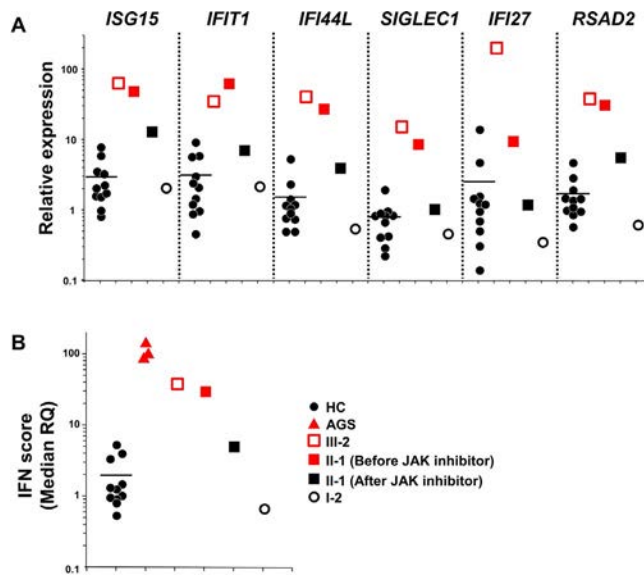 A
ISG15 IFIT1 IFI44L SIGLEC1 IFI27 RSAD2
Relative expression
100
10
1
0.1
B
IFN score
(Median RQ)
100
10
1
0.1
HC
AGS
III-2
II-1 (Before JAK inhibitor)
II-1 (After JAK inhibitor)
I-2